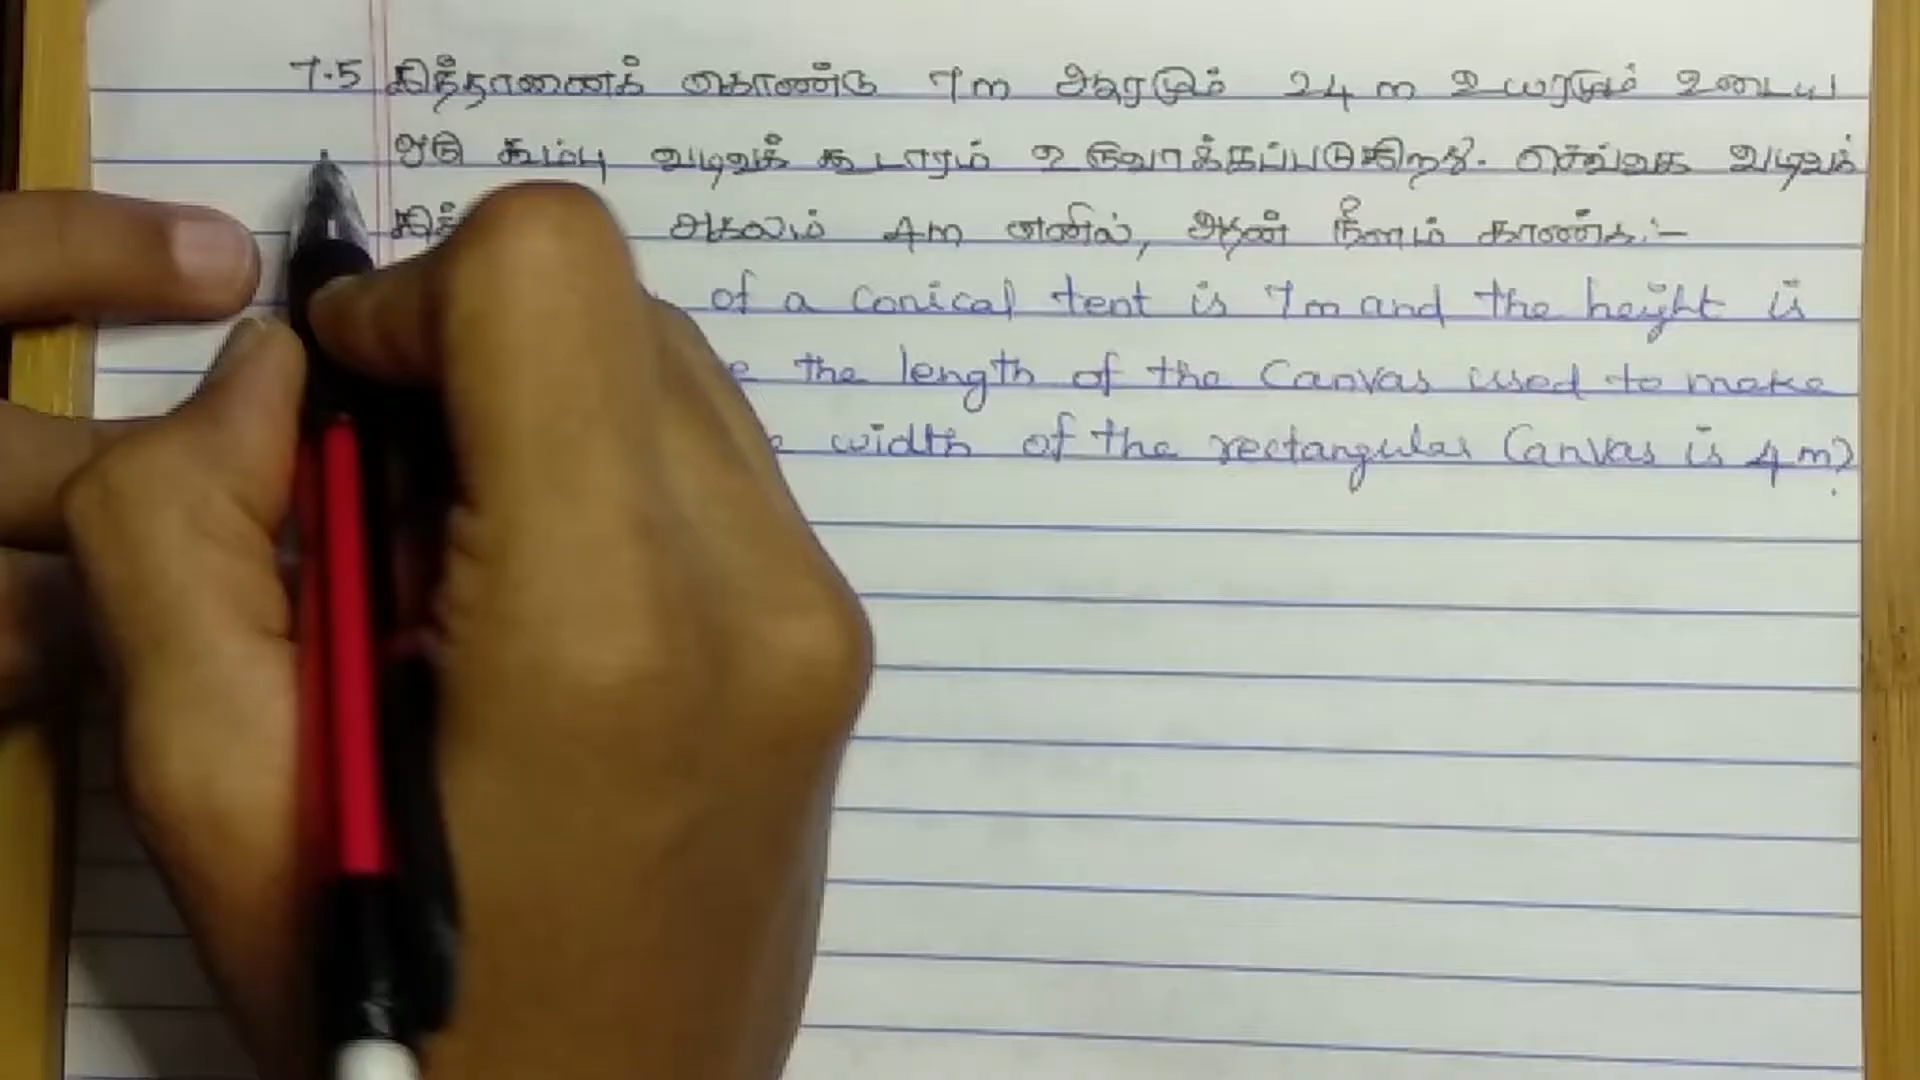 7.5 கித்தானைக் கொண்டு 7m ஆரமும் 24 m உயரமும் உடைய
ஒரு கூம்பு வடிவக் கூடாரம் உருவாக்கப்படுகிறது. செவ்வக வடிவக்
அகலம் 4m எனில், அதன் நீளம் காண்க:-
of a conical tent is 7m and the height is
the length of the Canvas used to make
width of the rectangular Canvas is 4m?